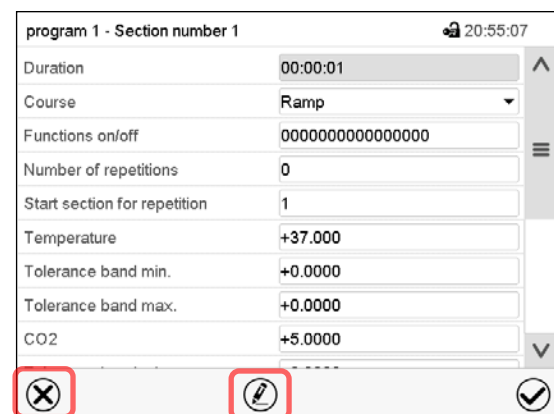 program 1 - Section number 1 20:55:07
Duration 00:00:01
Course Ramp
Functions on/off 0000000000000000
Number of repetitions 0
Start section for repetition 1
Temperature +37.000
Tolerance band min. +0.0000
Tolerance band max. +0.0000
CO2 +5.0000